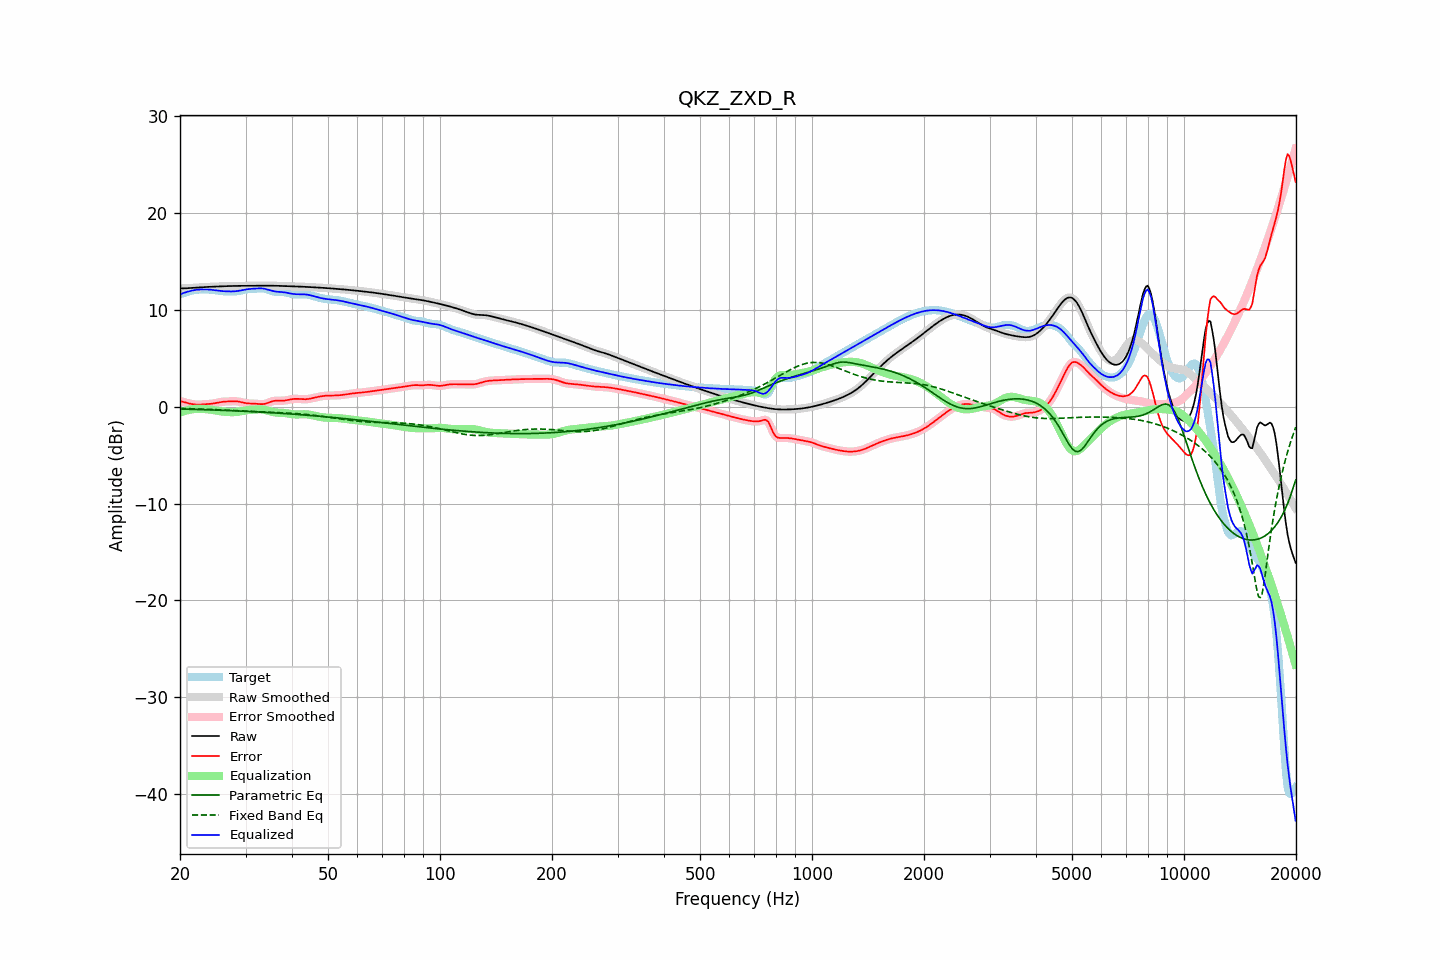 QKZ_ZXD_R
30
20
10
0
−10
−20
−30
−40
Amplitude (dBr)
Target
Raw Smoothed
Error Smoothed
Raw
Error
Equalization
Parametric Eq
Fixed Band Eq
Equalized
20 50 100 200 500 1000 2000 5000 10000 20000
Frequency (Hz)